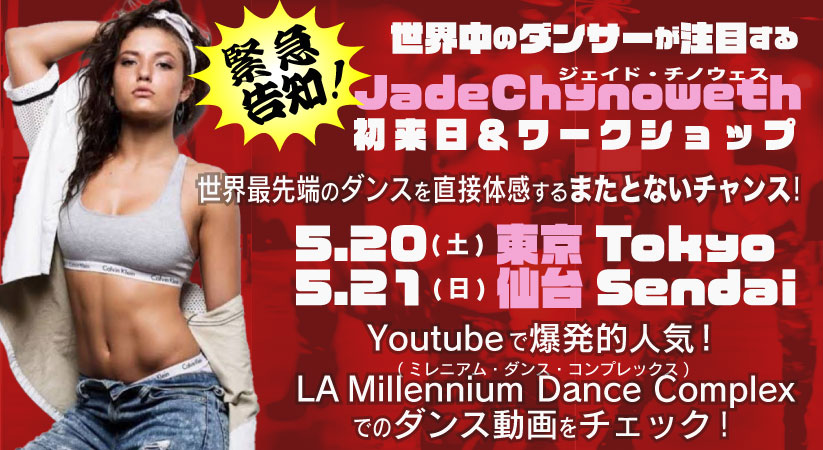 緊急
告知！
世界中のダンサーが注目する
ジェイド・チノウェス
JadeChynoweth
初来日&ワークショップ
世界最先端のダンスを直接体感するまたとないチャンス！
5.20(土) 東京 Tokyo
5.21(日) 仙台 Sendai
Youtubeで爆発的人気！
(ミレニアム・ダンス・コンプレックス)
LA Millennium Dance Complex
でのダンス動画をチェック！
Calvin Klein
Calvin Klein